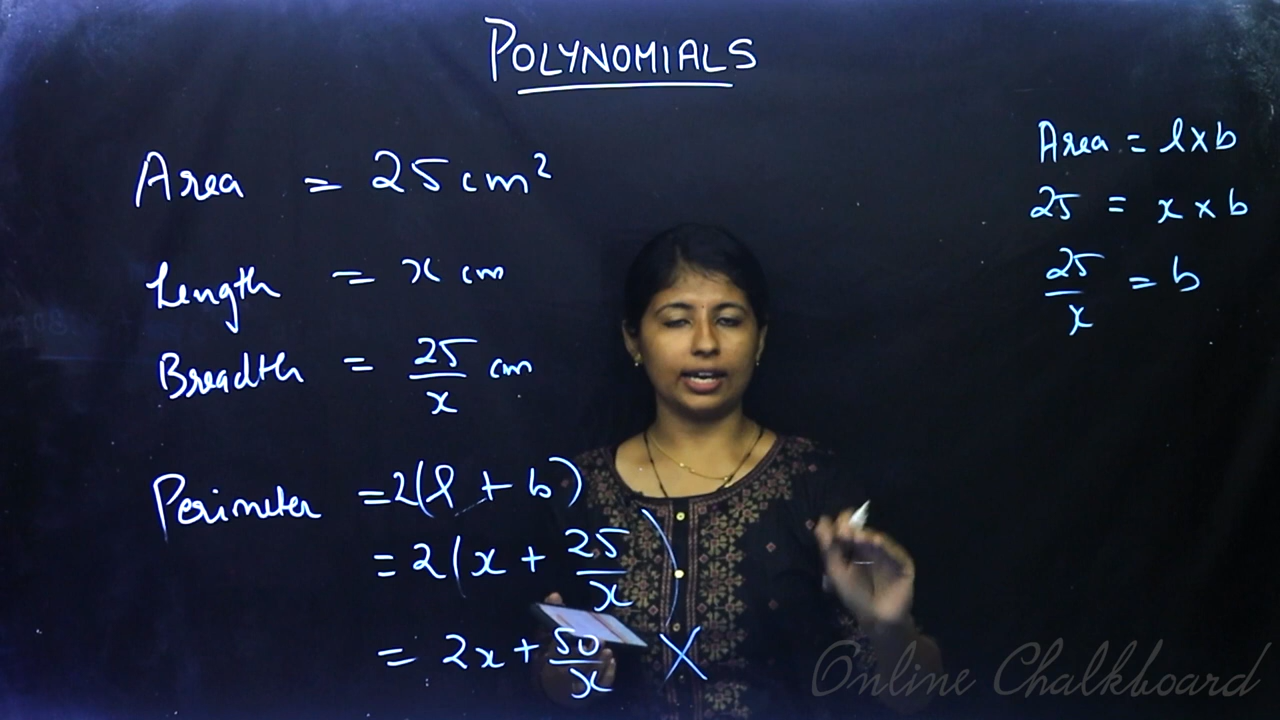 POLYNOMIALS
Area = 25 cm²
Length = x cm
Breadth = 25/x cm
Perimeter = 2(l + b)
= 2(x + 25/x)
= 2x + 50/x X
Area = l x b
25 = x x b
25/x = b
Online Chalkboard